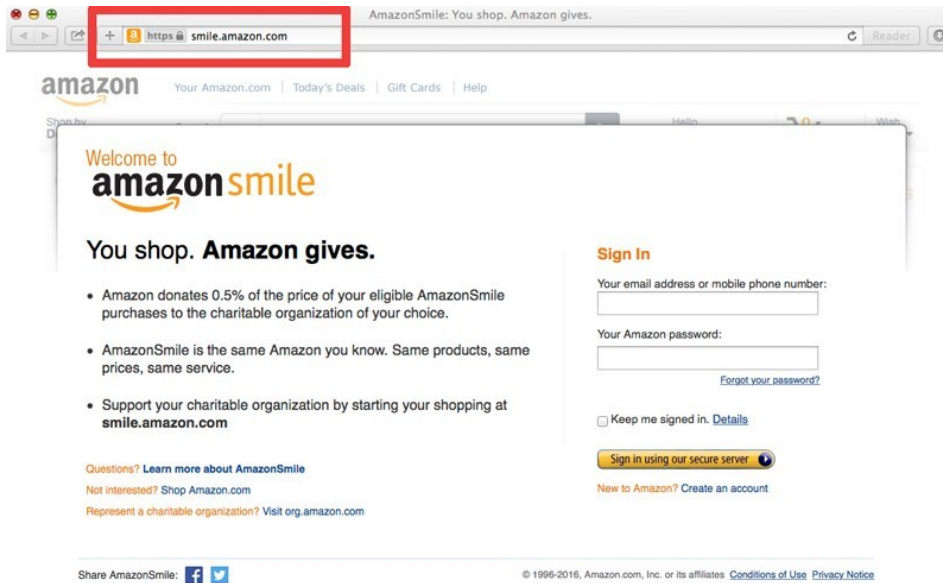 AmazonSmile: You shop. Amazon gives.
https smile.amazon.com
Reader
amazon
Your Amazon.com | Today's Deals | Gift Cards | Help
Shop by
Hello
Wish
Welcome to
amazonsmile
You shop. Amazon gives.
• Amazon donates 0.5% of the price of your eligible AmazonSmile
purchases to the charitable organization of your choice.
• AmazonSmile is the same Amazon you know. Same products, same
prices, same service.
• Support your charitable organization by starting your shopping at
smile.amazon.com
Questions? Learn more about AmazonSmile
Not interested? Shop Amazon.com
Represent a charitable organization? Visit org.amazon.com
Sign In
Your email address or mobile phone number:
Your Amazon password:
Forgot your password?
Keep me signed in. Details
Sign in using our secure server
New to Amazon? Create an account
Share AmazonSmile:
© 1996-2016, Amazon.com, Inc. or its affiliates Conditions of Use Privacy Notice